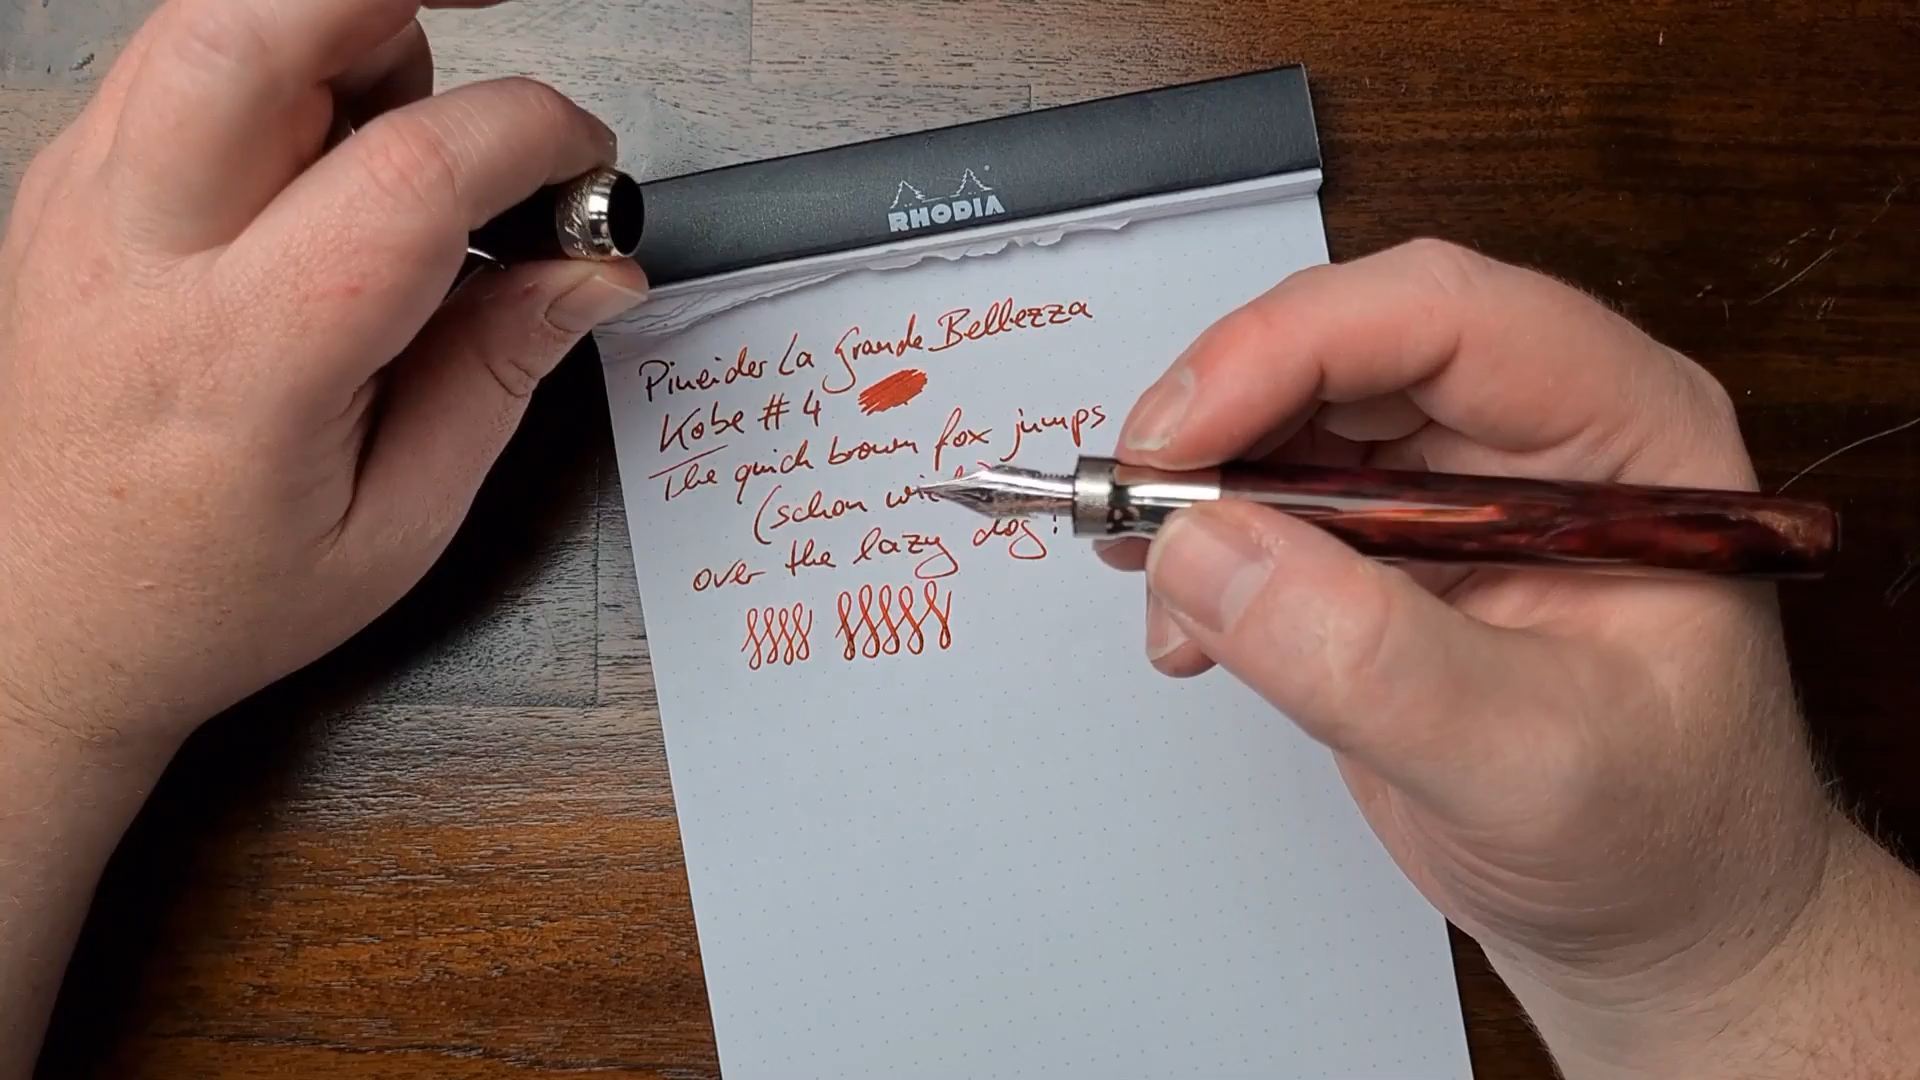 RHODIA
Pineider La Grande Bellezza
Kobe # 4
The quick brown fox jumps
(schon
over the lazy dog!